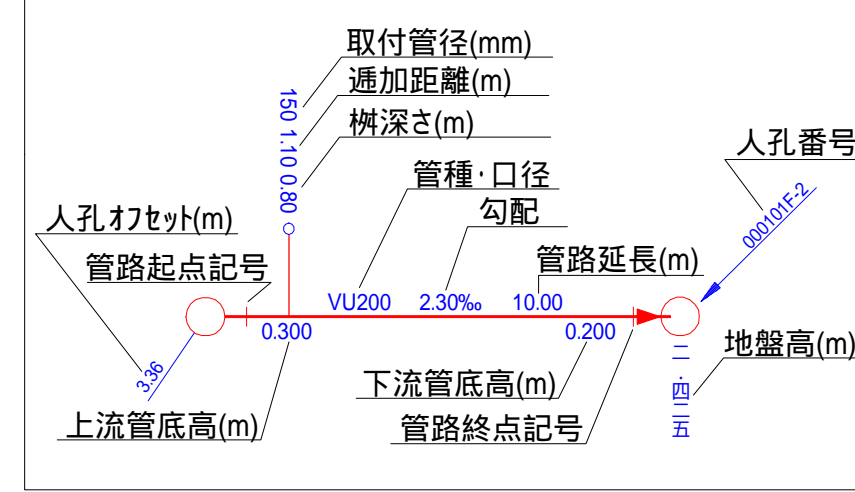 取付管径(mm)
逓加距離(m)
桝深さ(m)
150 1.10 0.80
人孔番号
管種・口径
勾配
000101F-2
人孔オフセット(m)
管路起点記号
管路延長(m)
VU200 2.30‰ 10.00
0.300
0.200
3.36
二.四二五
地盤高(m)
下流管底高(m)
上流管底高(m)
管路終点記号